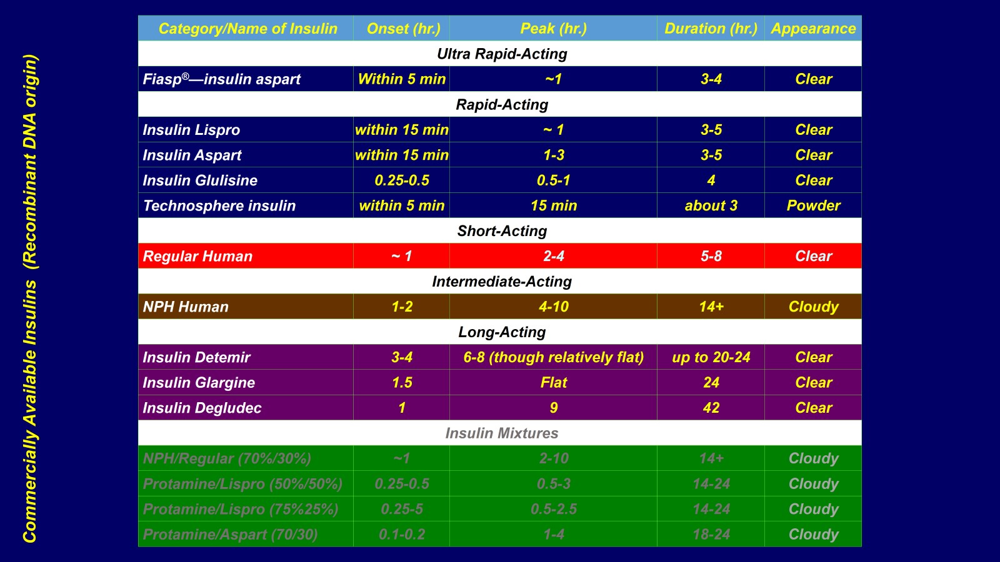 Commercially Available Insulins (Recombinant DNA origin)
Category/Name of Insulin Onset (hr.) Peak (hr.) Duration (hr.) Appearance
Ultra Rapid-Acting
Fiasp®—insulin aspart Within 5 min ~1 3-4 Clear
Rapid-Acting
Insulin Lispro within 15 min ~ 1 3-5 Clear
Insulin Aspart within 15 min 1-3 3-5 Clear
Insulin Glulisine 0.25-0.5 0.5-1 4 Clear
Technosphere insulin within 5 min 15 min about 3 Powder
Short-Acting
Regular Human ~ 1 2-4 5-8 Clear
Intermediate-Acting
NPH Human 1-2 4-10 14+ Cloudy
Long-Acting
Insulin Detemir 3-4 6-8 (though relatively flat) up to 20-24 Clear
Insulin Glargine 1.5 Flat 24 Clear
Insulin Degludec 1 9 42 Clear
Insulin Mixtures
NPH/Regular (70%/30%) ~1 2-10 14+ Cloudy
Protamine/Lispro (50%/50%) 0.25-0.5 0.5-3 14-24 Cloudy
Protamine/Lispro (75%25%) 0.25-5 0.5-2.5 14-24 Cloudy
Protamine/Aspart (70/30) 0.1-0.2 1-4 18-24 Cloudy